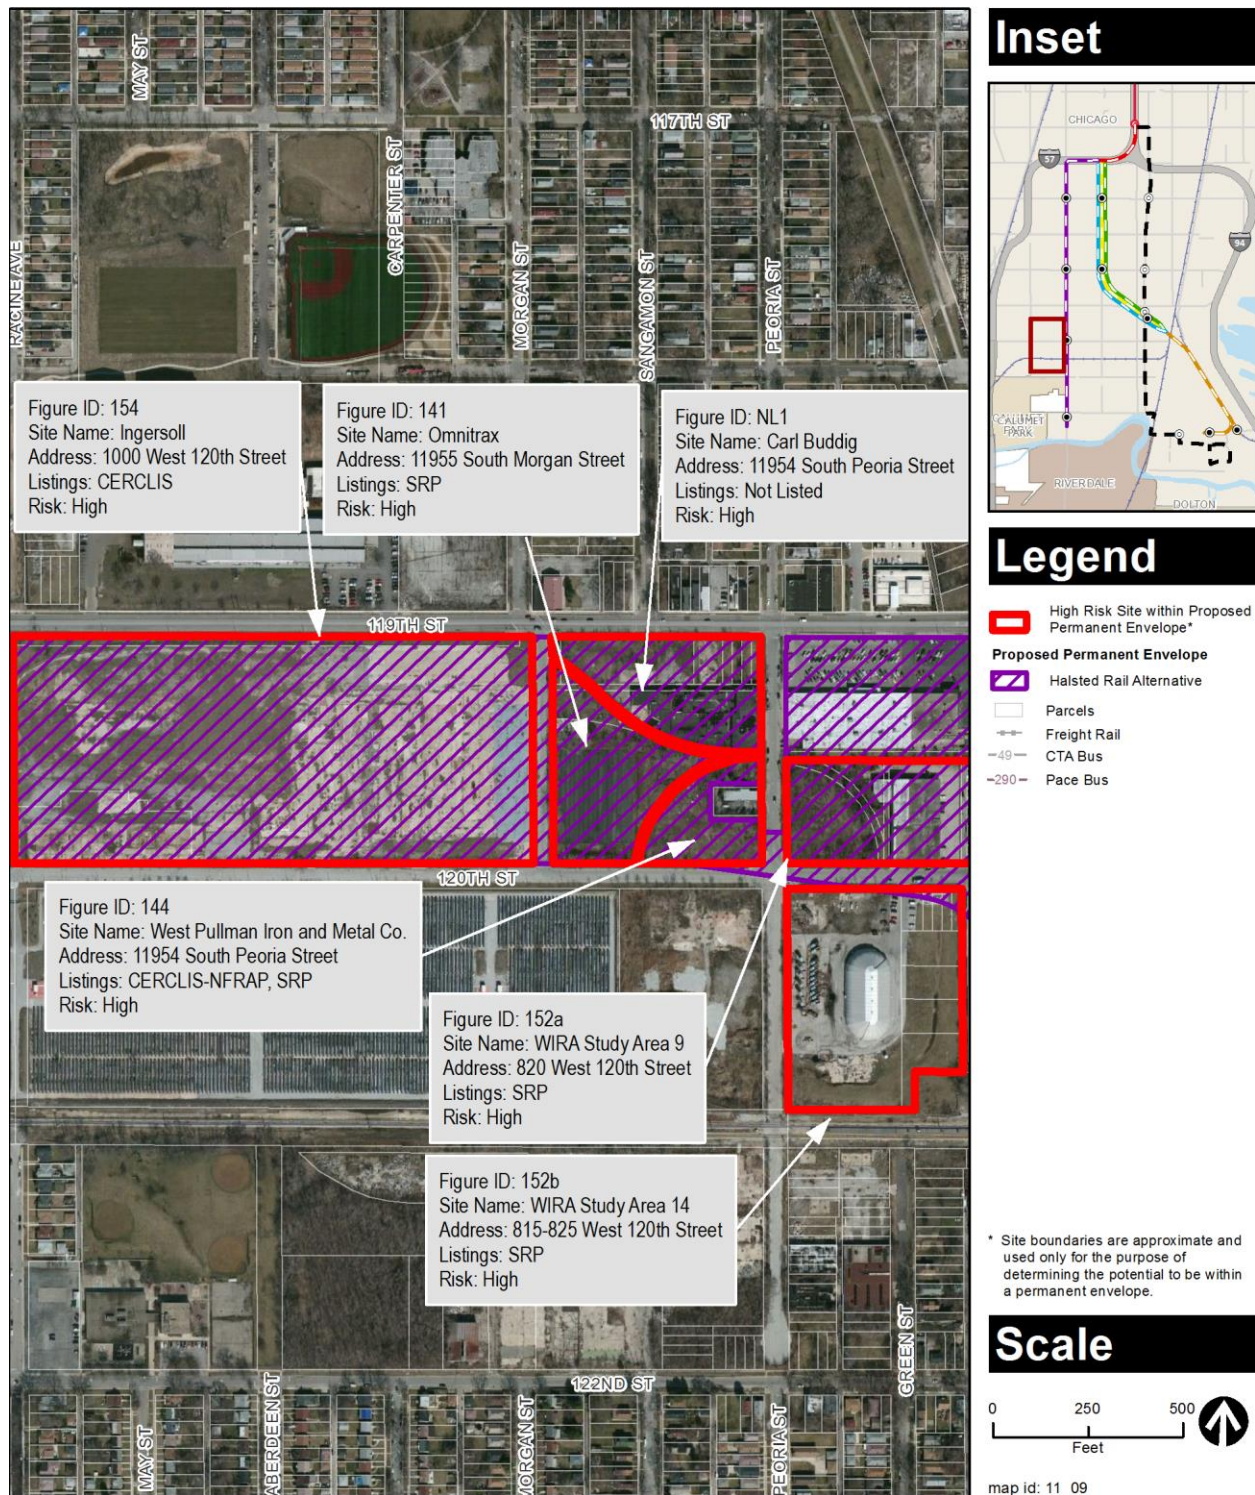 MAY ST
117TH ST
CARPENTER ST
RACINE AVE
MORGAN ST
SANGAMON ST
PEORIA ST
Figure ID: 154
Site Name: Ingersoll
Address: 1000 West 120th Street
Listings: CERCLIS
Risk: High
Figure ID: 141
Site Name: Omnitrax
Address: 11955 South Morgan Street
Listings: SRP
Risk: High
Figure ID: NL1
Site Name: Carl Buddig
Address: 11954 South Peoria Street
Listings: Not Listed
Risk: High
119TH ST
120TH ST
Figure ID: 144
Site Name: West Pullman Iron and Metal Co.
Address: 11954 South Peoria Street
Listings: CERCLIS-NFRAP, SRP
Risk: High
Figure ID: 152a
Site Name: WIRA Study Area 9
Address: 820 West 120th Street
Listings: SRP
Risk: High
Figure ID: 152b
Site Name: WIRA Study Area 14
Address: 815-825 West 120th Street
Listings: SRP
Risk: High
122ND ST
GREEN ST
MAY ST
ABERDEEN ST
MORGAN ST
PEORIA ST
Inset
CHICAGO
57
94
CALUMET
PARK
RIVERDALE
DOLTON
Legend
High Risk Site within Proposed
Permanent Envelope*
Proposed Permanent Envelope
Halsted Rail Alternative
Parcels
Freight Rail
49 CTA Bus
290 Pace Bus
* Site boundaries are approximate and
used only for the purpose of
determining the potential to be within
a permanent envelope.
Scale
0 250 500
Feet
map id: 11_09